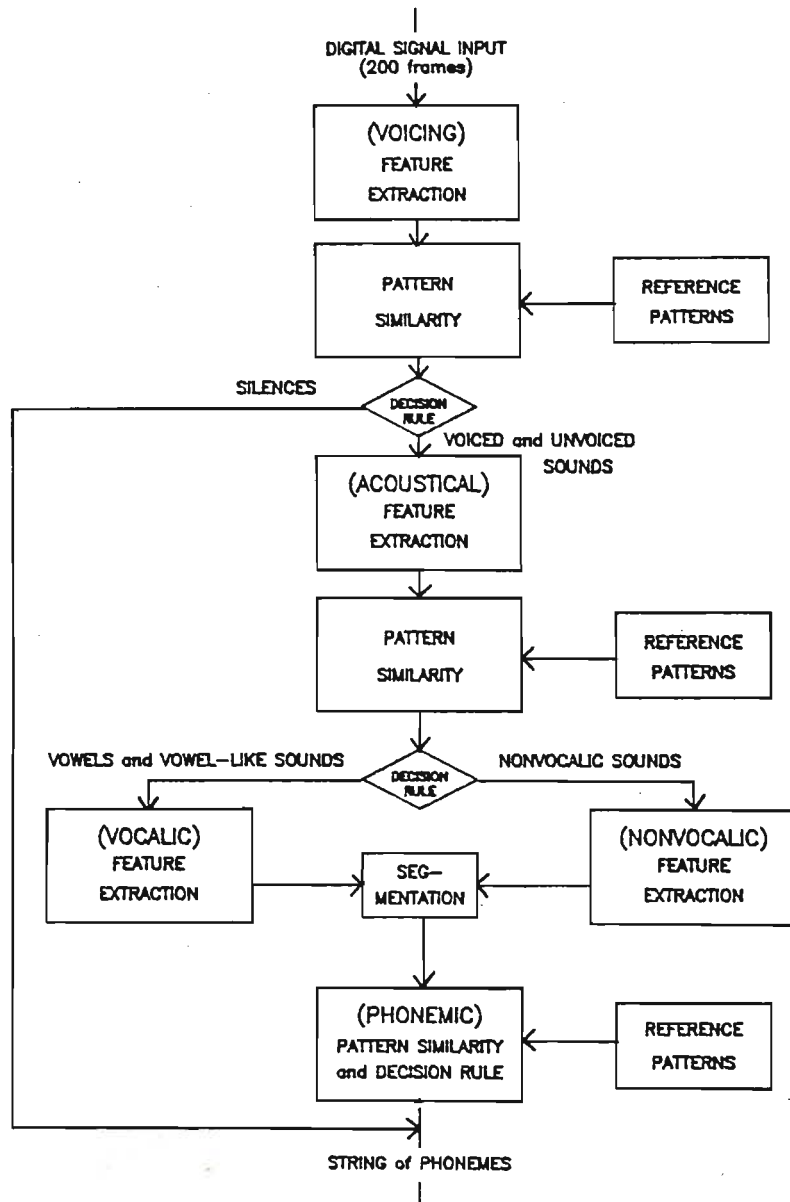 DIGITAL SIGNAL INPUT
(200 frames)
(VOICING)
FEATURE
EXTRACTION
PATTERN
SIMILARITY
REFERENCE
PATTERNS
SILENCES
DECISION
RULE
VOICED and UNVOICED
SOUNDS
(ACOUSTICAL)
FEATURE
EXTRACTION
PATTERN
SIMILARITY
REFERENCE
PATTERNS
VOWELS and VOWEL-LIKE SOUNDS
DECISION
RULE
NONVOCALIC SOUNDS
(VOCALIC)
FEATURE
EXTRACTION
SEG-
MENTATION
(NONVOCALIC)
FEATURE
EXTRACTION
(PHONEMIC)
PATTERN SIMILARITY
and DECISION RULE
REFERENCE
PATTERNS
STRING of PHONEMES